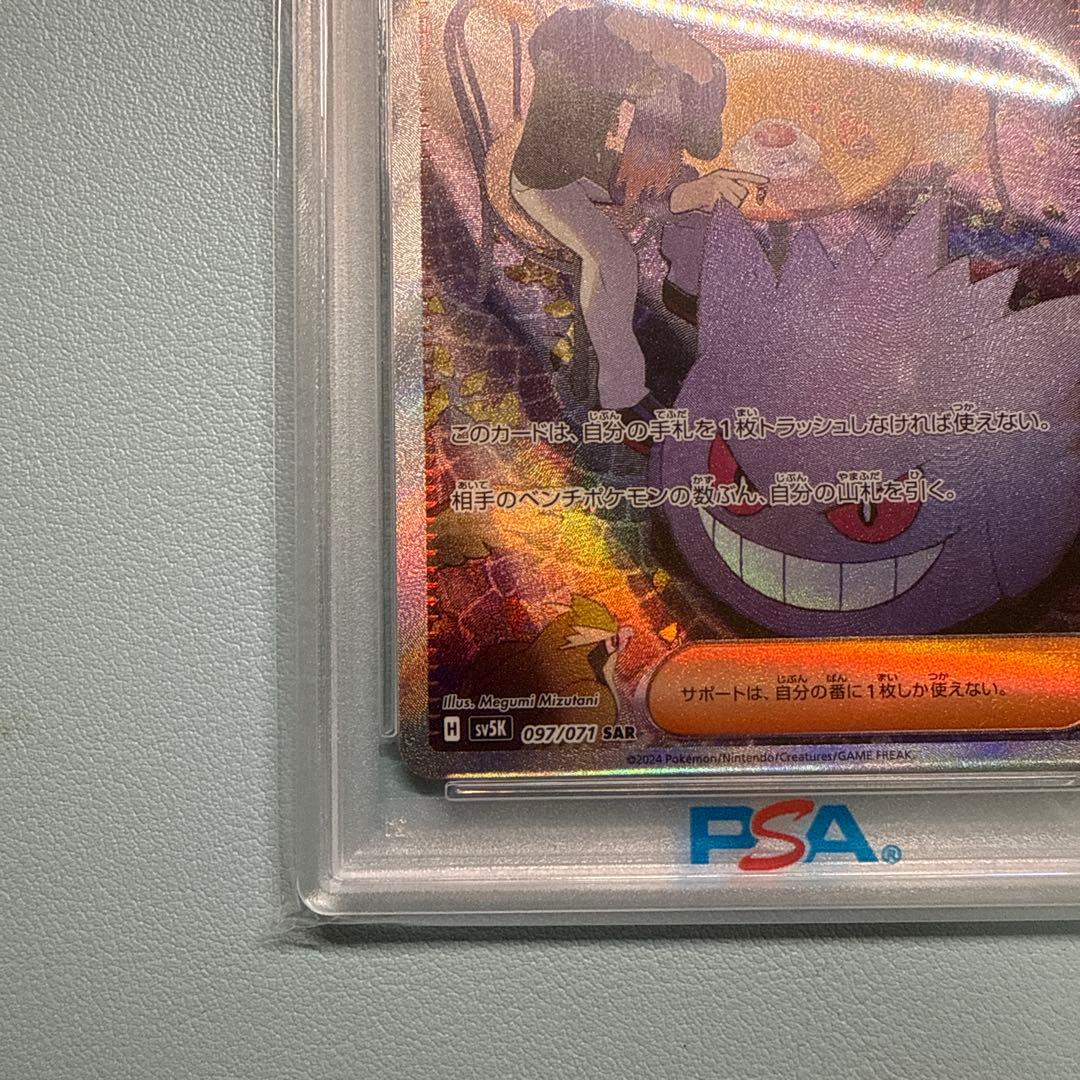 このカードは、自分の手札を1枚トラッシュしなければ使えない。
相手のベンチポケモンの数ぶん、自分の山札を引く。
サポートは、自分の番に1枚しか使えない。
Illus. Megumi Mizutani
H SV5K 097/071 SAR
©2024 Pokémon/Nintendo/Creatures/GAME FREAK
PSA®